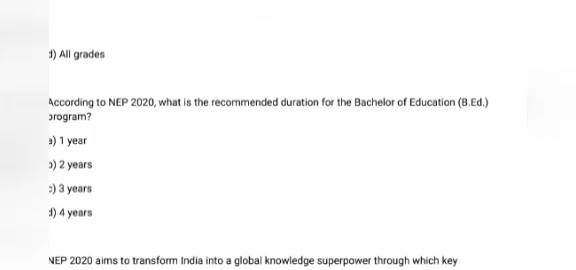 d) All grades
According to NEP 2020, what is the recommended duration for the Bachelor of Education (B.Ed.)
program?
a) 1 year
b) 2 years
c) 3 years
d) 4 years
NEP 2020 aims to transform India into a global knowledge superpower through which key